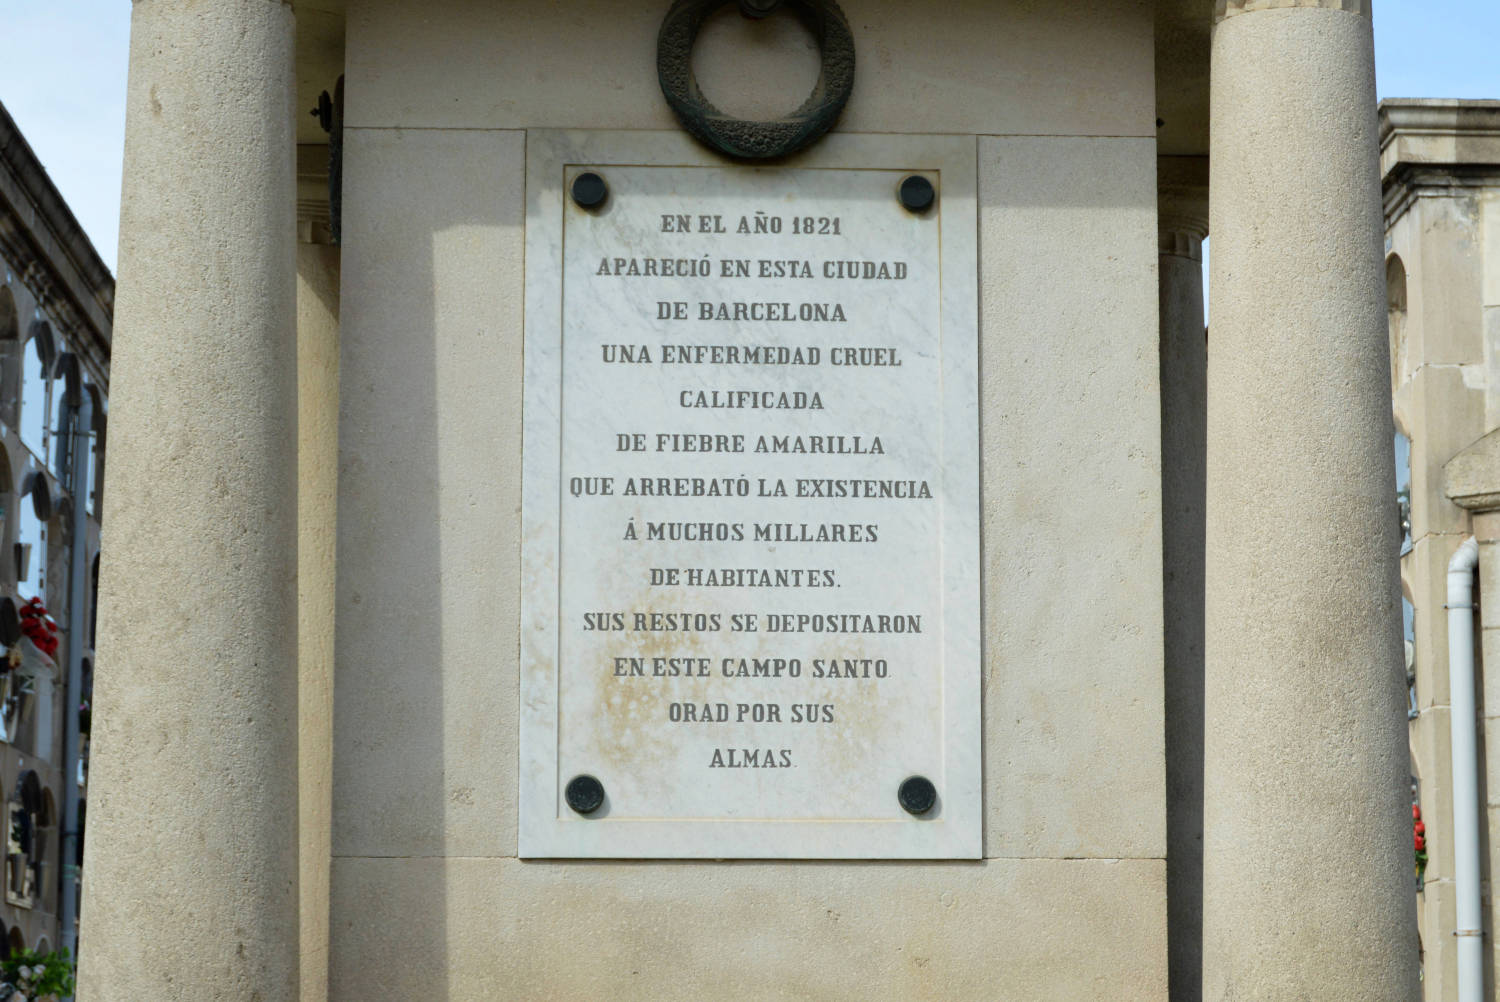 EN EL AÑO 1821
APARECIÓ EN ESTA CIUDAD
DE BARCELONA
UNA ENFERMEDAD CRUEL
CALIFICADA
DE FIEBRE AMARILLA
QUE ARREBATÓ LA EXISTENCIA
Á MUCHOS MILLARES
DE HABITANTES.
SUS RESTOS SE DEPOSITARON
EN ESTE CAMPO SANTO.
ORAD POR SUS
ALMAS.